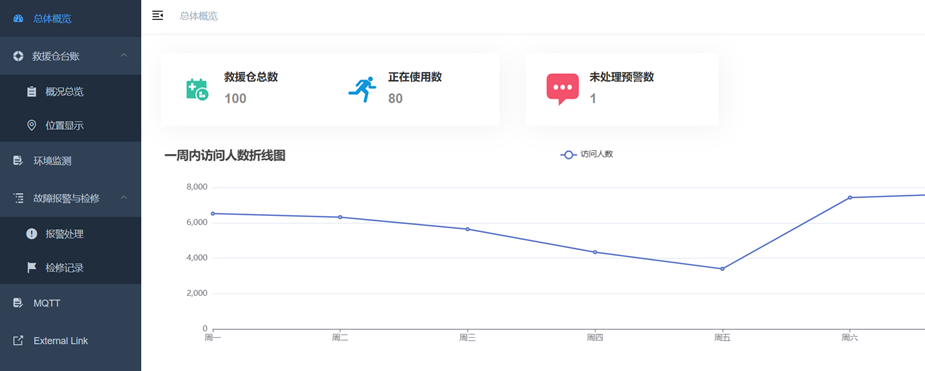 总体概览
救援仓台账
概况总览
位置显示
环境监测
故障报警与检修
报警处理
检修记录
MQTT
External Link
总体概览
救援仓总数
100
正在使用数
80
未处理预警数
1
一周内访问人数折线图
访问人数
8,000
6,000
4,000
2,000
0
周一 周二 周三 周四 周五 周六